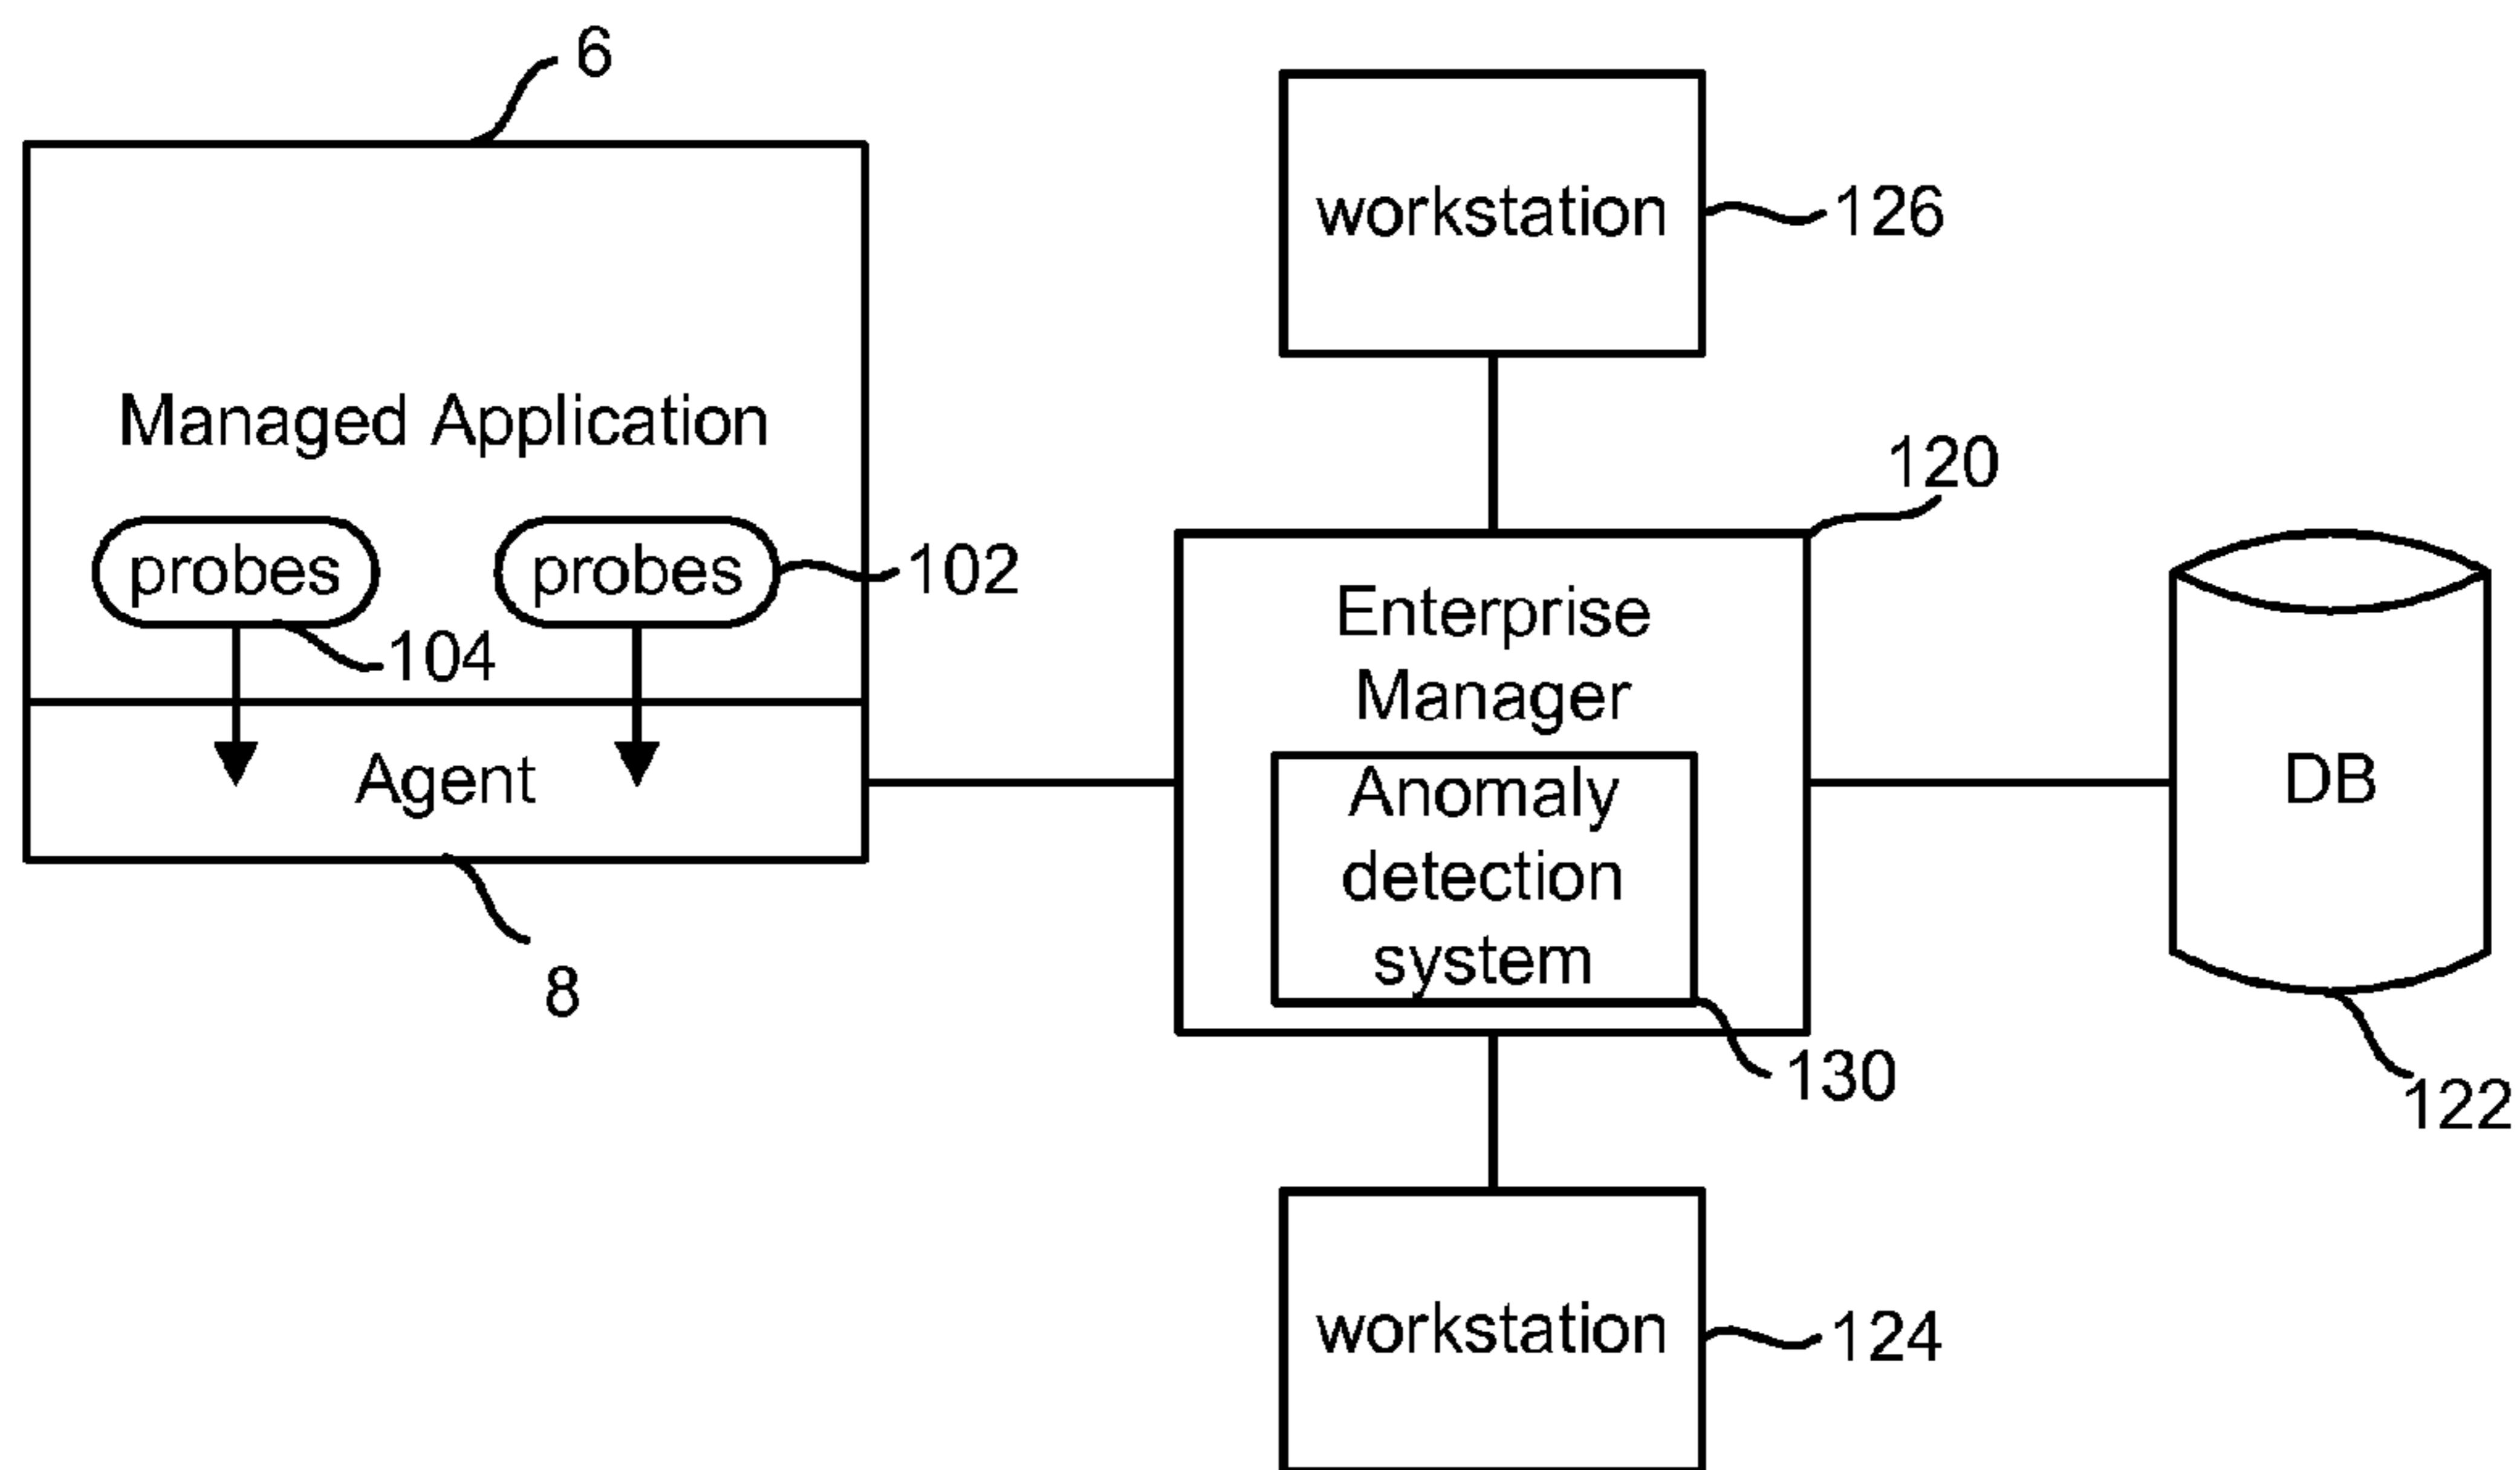 6
workstation
126
Managed Application
120
probes
probes
102
104
Enterprise
Manager
Agent
Anomaly
detection
system
DB
8
130
122
workstation
124